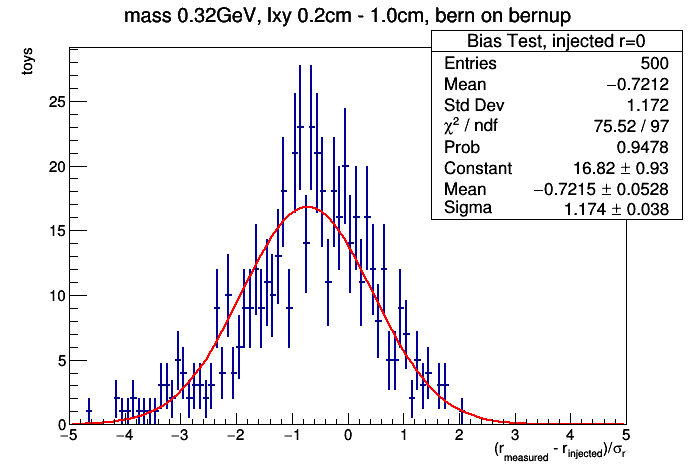 mass 0.32GeV, lxy 0.2cm - 1.0cm, bern on bernup
Bias Test, injected r=0
Entries 500
Mean −0.7212
Std Dev 1.172
χ² / ndf 75.52 / 97
Prob 0.9478
Constant 16.82 ± 0.93
Mean −0.7215 ± 0.0528
Sigma 1.174 ± 0.038
toys
25
20
15
10
5
0
−5 −4 −3 −2 −1 0 1 2 3 4 5
(r_measured - r_injected)/σ_r